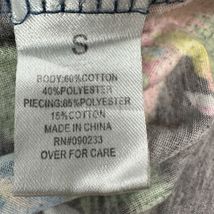 S
BODY:60%COTTON
40%POLYESTER
PIECING:85%POLYESTER
15%COTTON
MADE IN CHINA
RN#090233
OVER FOR CARE